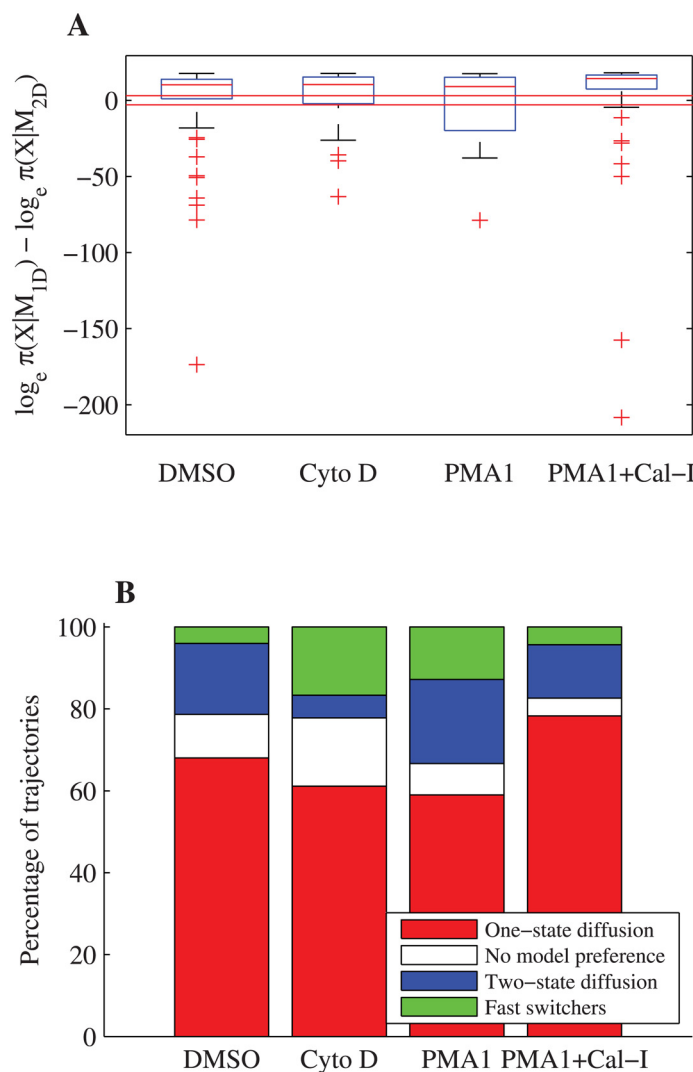 A
log_e π(X|M_1D) − log_e π(X|M_2D)
0
−50
−100
−150
−200
DMSO Cyto D PMA1 PMA1+Cal−I
B
Percentage of trajectories
100
80
60
40
20
0
One−state diffusion
No model preference
Two−state diffusion
Fast switchers
DMSO Cyto D PMA1 PMA1+Cal−I